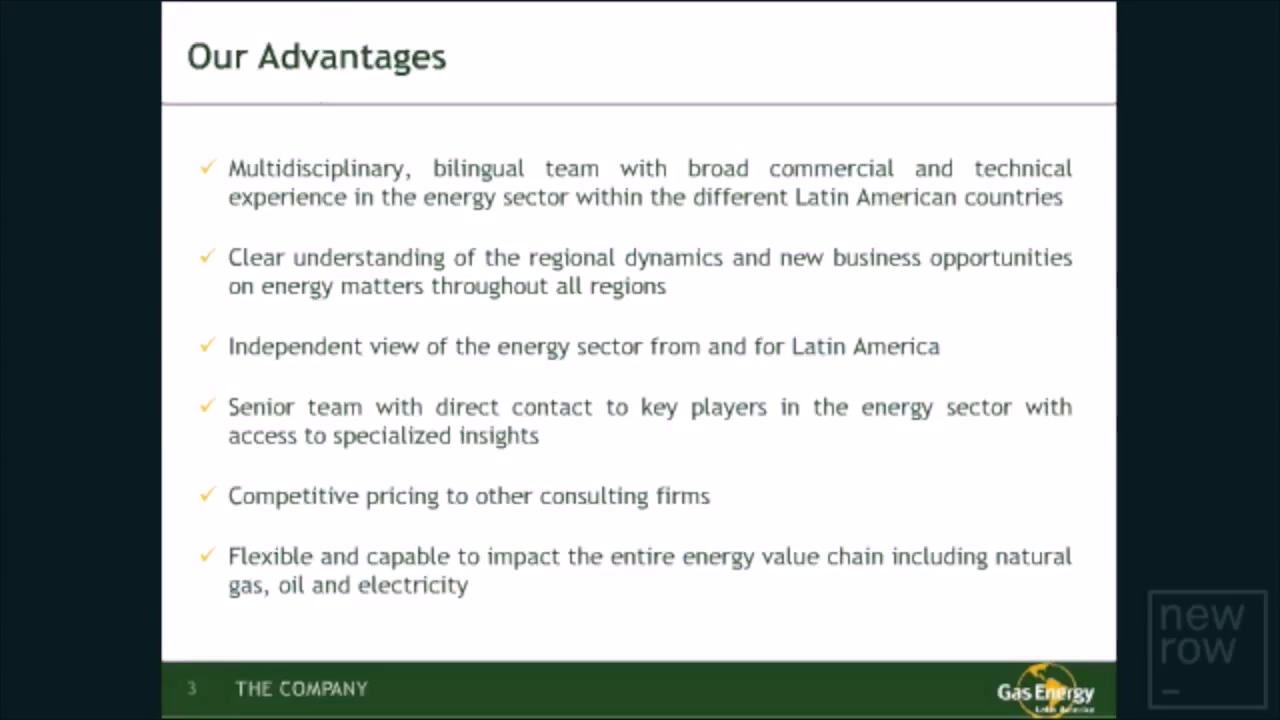 Our Advantages
✓ Multidisciplinary, bilingual team with broad commercial and technical
experience in the energy sector within the different Latin American countries
✓ Clear understanding of the regional dynamics and new business opportunities
on energy matters throughout all regions
✓ Independent view of the energy sector from and for Latin America
✓ Senior team with direct contact to key players in the energy sector with
access to specialized insights
✓ Competitive pricing to other consulting firms
✓ Flexible and capable to impact the entire energy value chain including natural
gas, oil and electricity
3 THE COMPANY
Gas Energy
Latin America
new
row
_